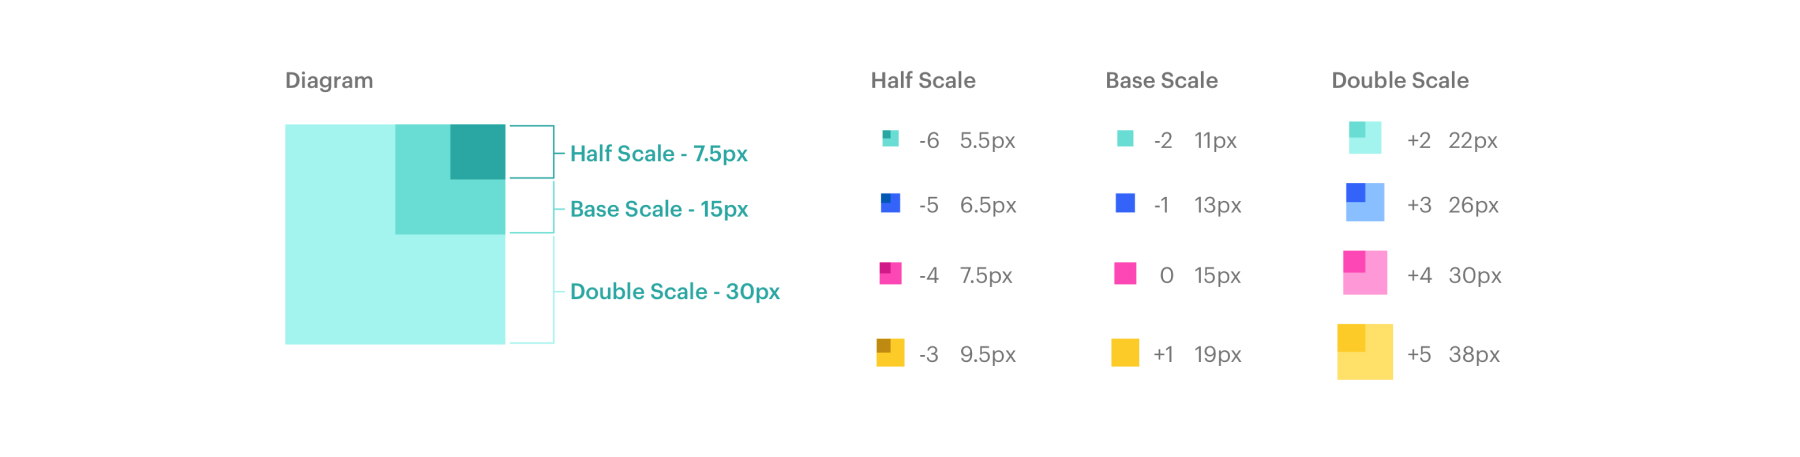 Diagram
Half Scale - 7.5px
Base Scale - 15px
Double Scale - 30px
Half Scale
-6 5.5px
-5 6.5px
-4 7.5px
-3 9.5px
Base Scale
-2 11px
-1 13px
0 15px
+1 19px
Double Scale
+2 22px
+3 26px
+4 30px
+5 38px